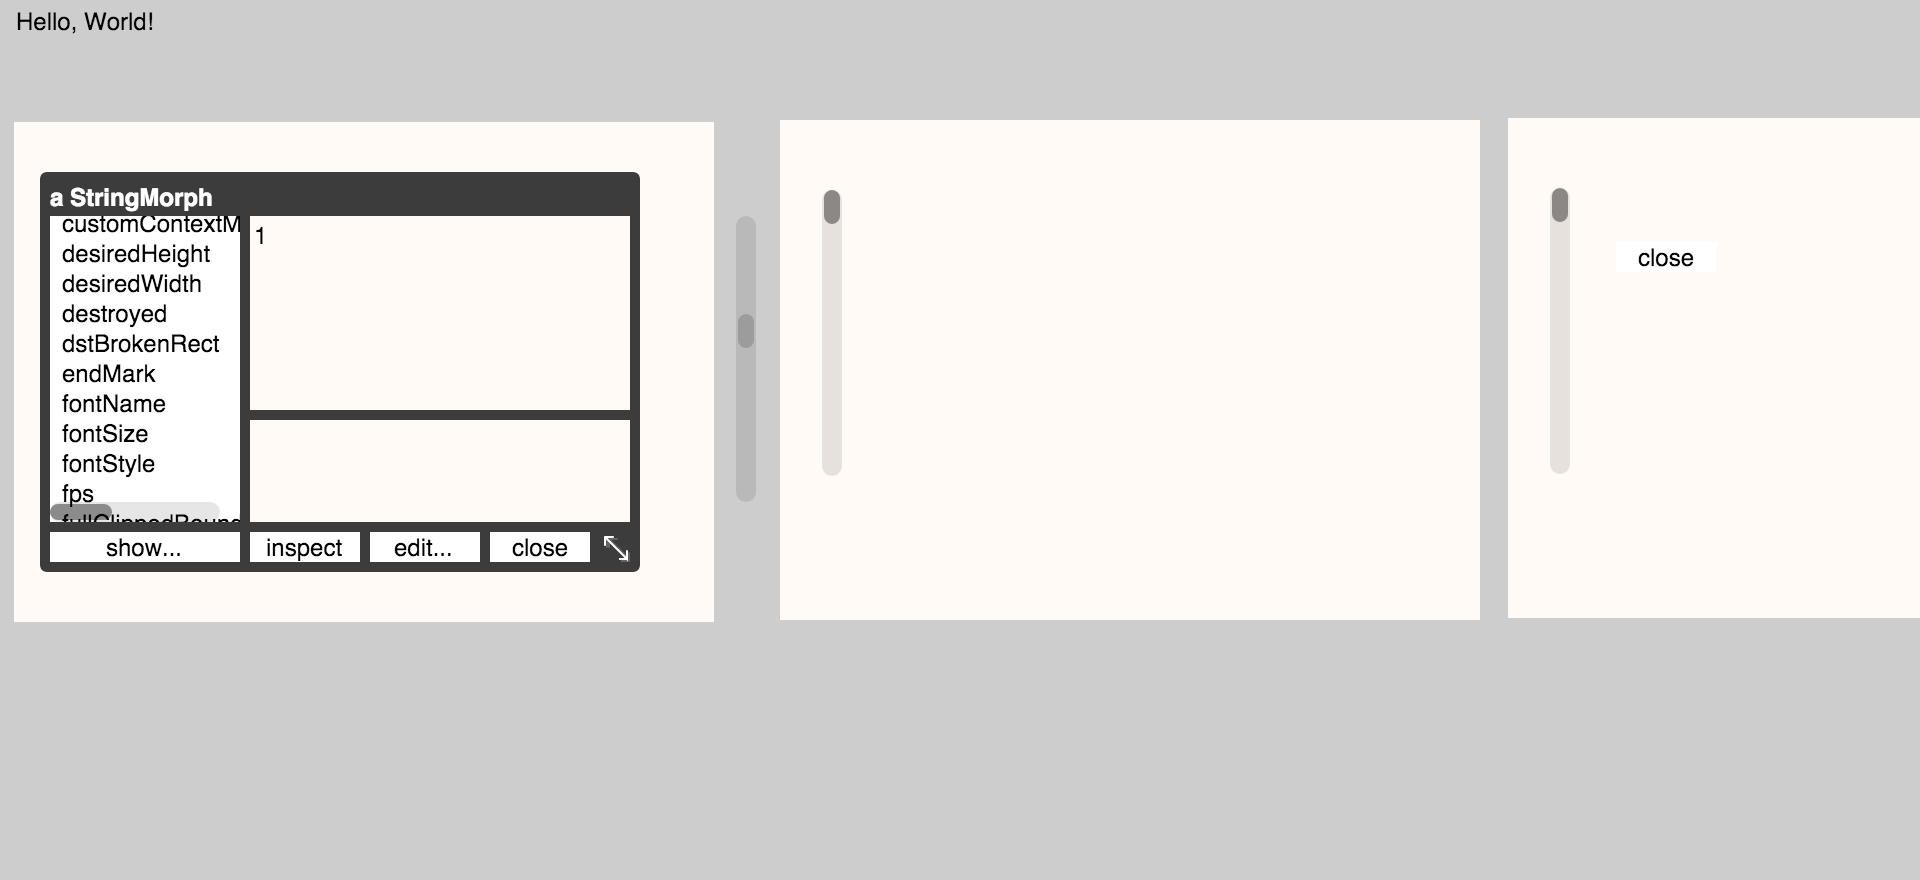 Hello, World!
a StringMorph
customContextM
desiredHeight
desiredWidth
destroyed
dstBrokenRect
endMark
fontName
fontSize
fontStyle
fps
fullClippedBound
1
show...
inspect
edit...
close
close